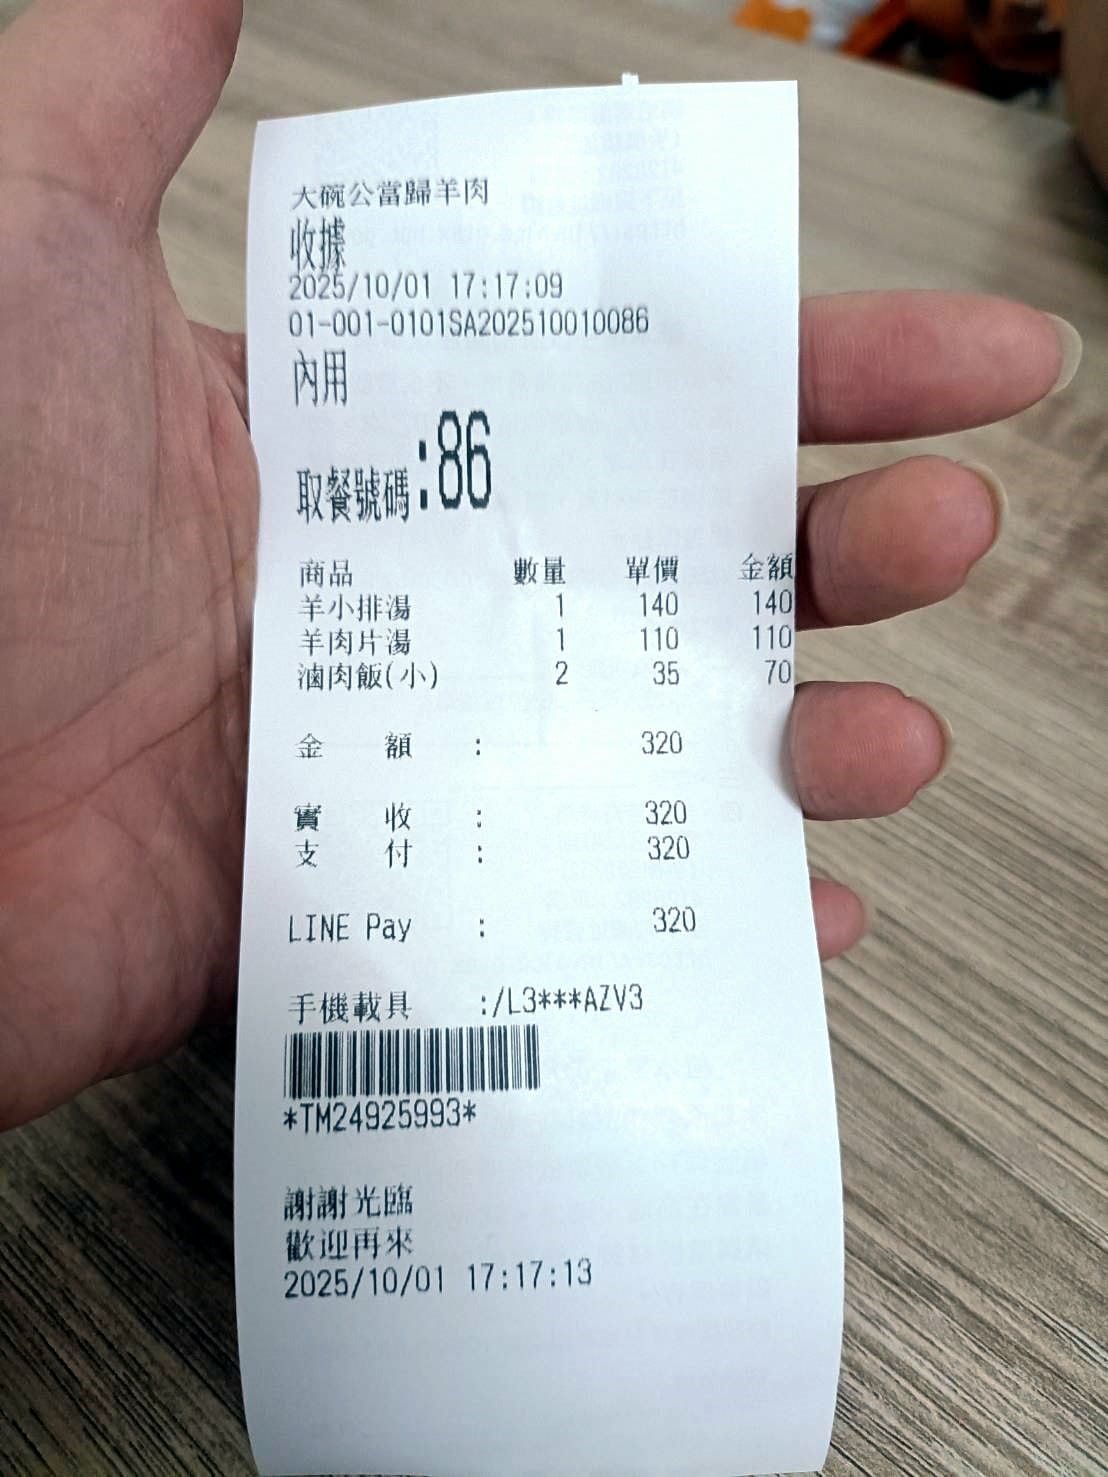 大碗公當歸羊肉
收據
2025/10/01 17:17:09
01-001-0101SA202510010086
內用
取餐號碼:86
商品 數量 單價 金額
羊小排湯 1 140 140
羊肉片湯 1 110 110
滷肉飯(小) 2 35 70
金 額 : 320
實 收 : 320
支 付 : 320
LINE Pay : 320
手機載具 :/L3***AZV3
*TM24925993*
謝謝光臨
歡迎再來
2025/10/01 17:17:13